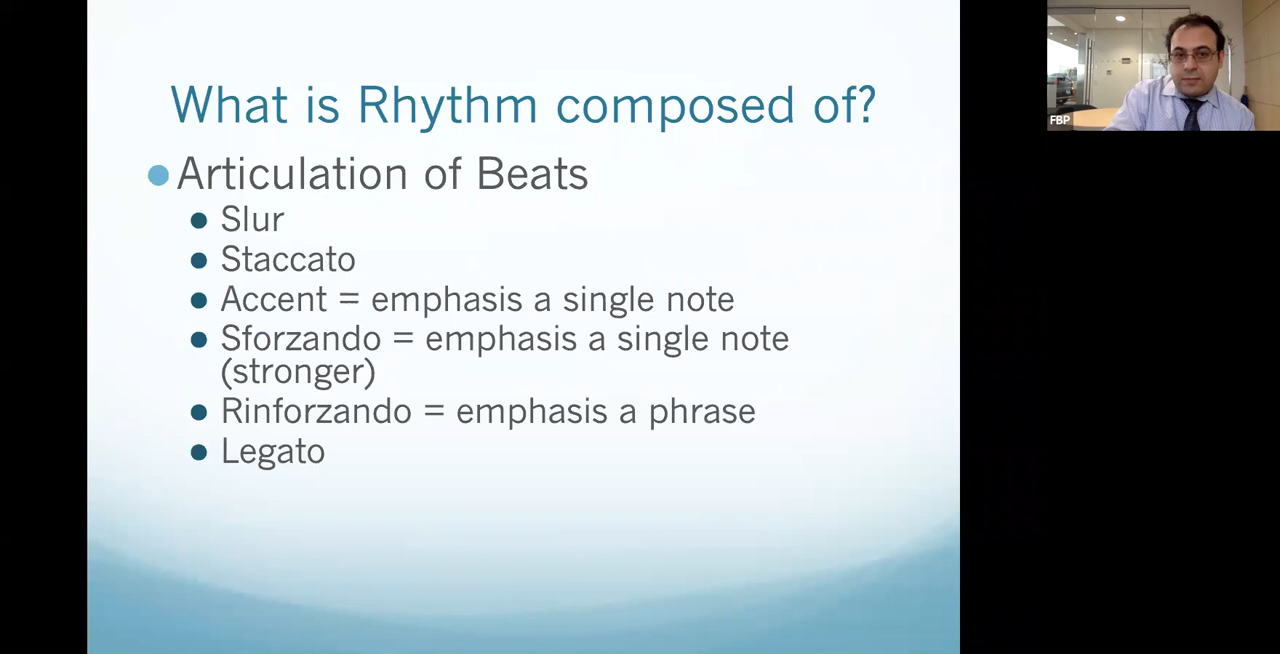 What is Rhythm composed of?
Articulation of Beats
Slur
Staccato
Accent = emphasis a single note
Sforzando = emphasis a single note
(stronger)
Rinforzando = emphasis a phrase
Legato
FBP